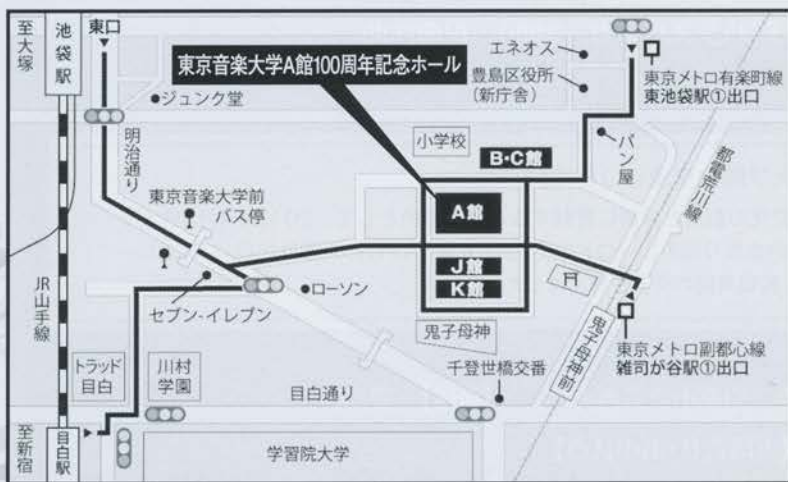 至大塚
池袋駅
東口
東京音楽大学A館100周年記念ホール
エネオス
豊島区役所
(新庁舎)
東京メトロ有楽町線
東池袋駅①出口
ジュンク堂
明治通り
小学校
B・C館
パン屋
都電荒川線
東京音楽大学前
バス停
A館
JR山手線
セブン-イレブン
ローソン
J館
K館
鬼子母神
鬼子母神前
東京メトロ副都心線
雑司が谷駅①出口
トラッド
目白
川村
学園
目白通り
千登世橋交番
至新宿
目白駅
学習院大学